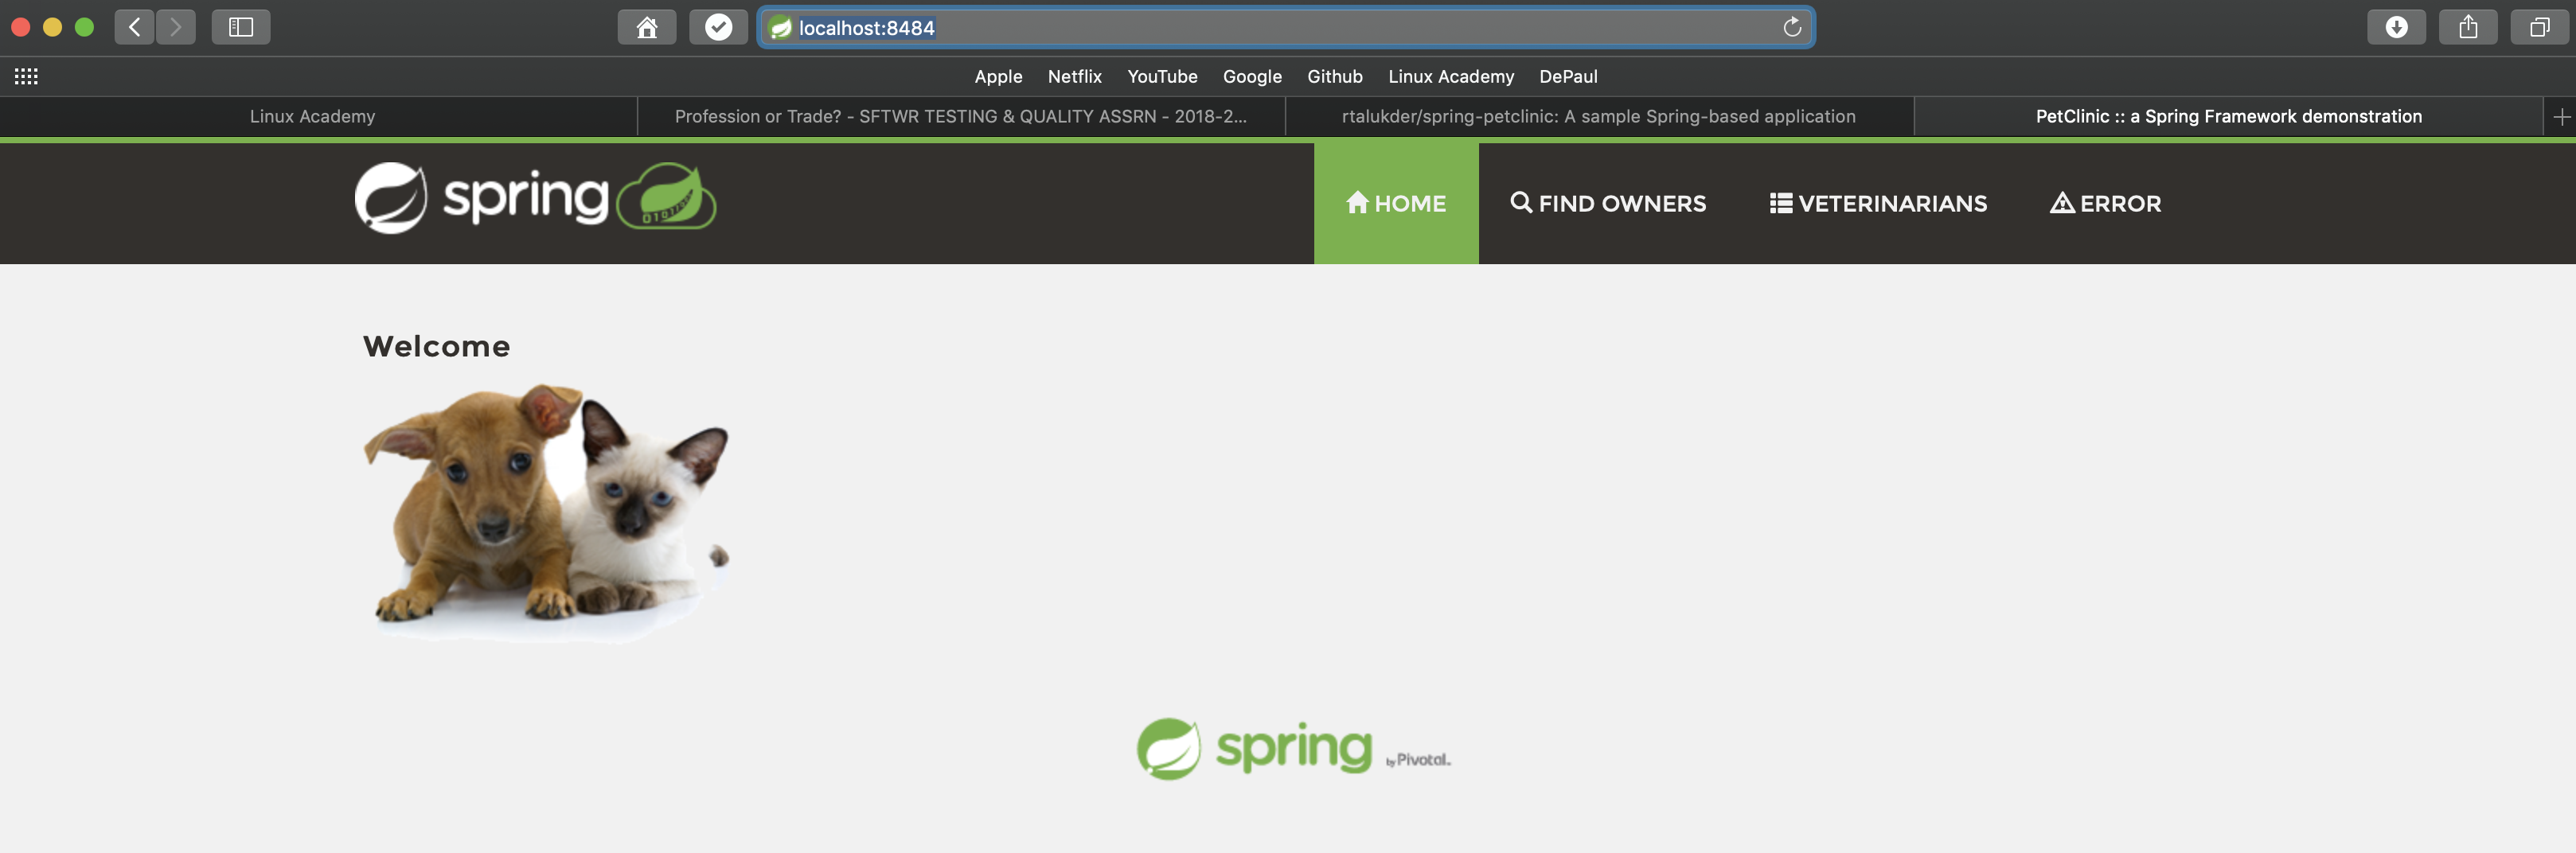 localhost:8484
Apple Netflix YouTube Google Github Linux Academy DePaul
Linux Academy
Profession or Trade? - SFTWR TESTING & QUALITY ASSRN - 2018-2...
rtalukder/spring-petclinic: A sample Spring-based application
PetClinic :: a Spring Framework demonstration
spring
HOME
FIND OWNERS
VETERINARIANS
ERROR
Welcome
spring by Pivotal.